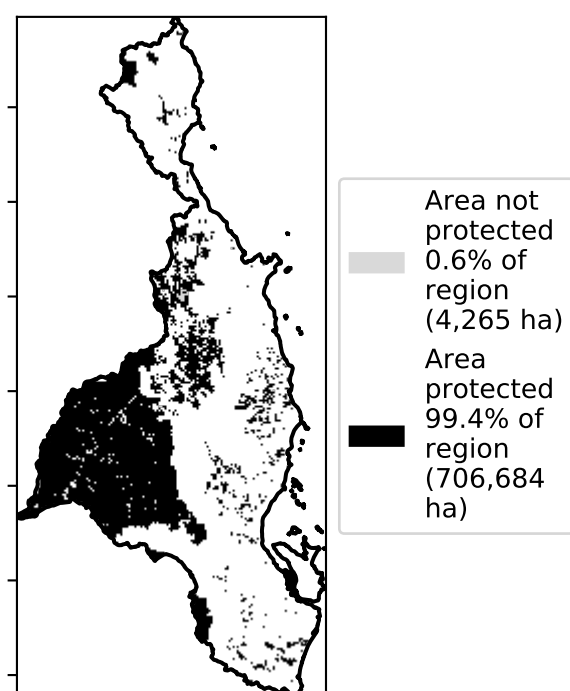 Area not
protected
0.6% of
region
(4,265 ha)
Area
protected
99.4% of
region
(706,684
ha)